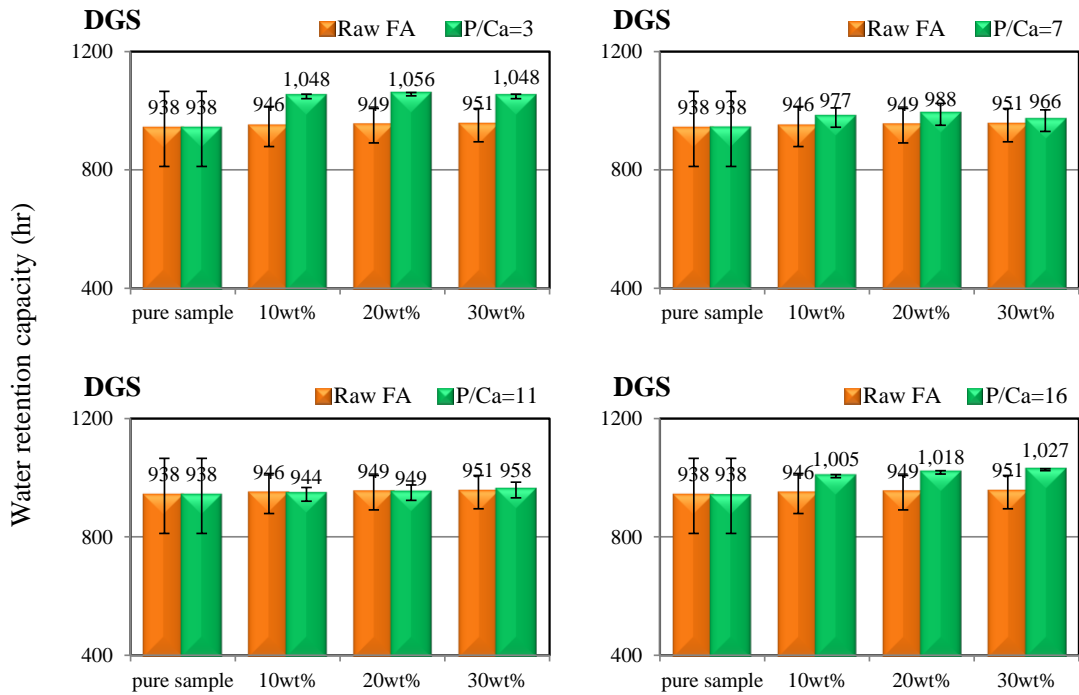 Water retention capacity (hr)
DGS
Raw FA P/Ca=3
1200
800
400
938 938 946 1,048 949 1,056 951 1,048
pure sample 10wt% 20wt% 30wt%
DGS
Raw FA P/Ca=7
1200
800
400
938 938 946 977 949 988 951 966
pure sample 10wt% 20wt% 30wt%
DGS
Raw FA P/Ca=11
1200
800
400
938 938 946 944 949 949 951 958
pure sample 10wt% 20wt% 30wt%
DGS
Raw FA P/Ca=16
1200
800
400
938 938 946 1,005 949 1,018 951 1,027
pure sample 10wt% 20wt% 30wt%